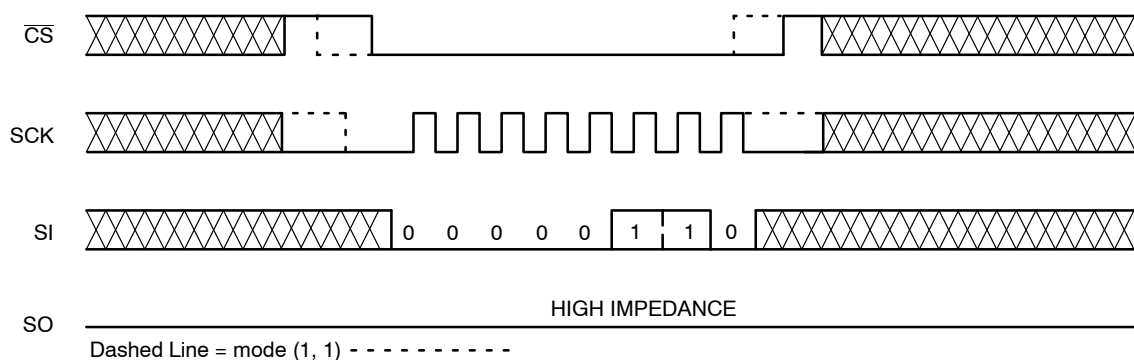 CS
SCK
SI
0 0 0 0 0 1 1 0
HIGH IMPEDANCE
SO
Dashed Line = mode (1, 1)